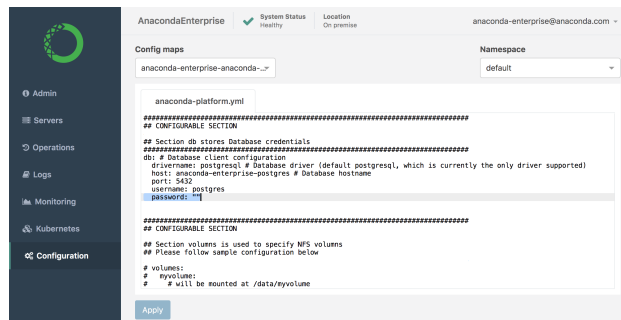 AnacondaEnterprise
System Status
Healthy
Location
On premise
anaconda-enterprise@anaconda.com
Config maps
Namespace
anaconda-enterprise-anaconda-...
default
Admin
Servers
Operations
Logs
Monitoring
Kubernetes
Configuration
anaconda-platform.yml
################################################################################
## CONFIGURABLE SECTION
## Section db stores Database credentials
################################################################################
db: # Database client configuration
drivername: postgresql # Database driver (default postgresql, which is currently the only driver supported)
host: anaconda-enterprise-postgres # Database hostname
port: 5432
username: postgres
password: ""
################################################################################
## CONFIGURABLE SECTION
## Section volumns is used to specify NFS volumns
## Please follow sample configuration below
# volumes:
# myvolume:
# # will be mounted at /data/myvolume
Apply